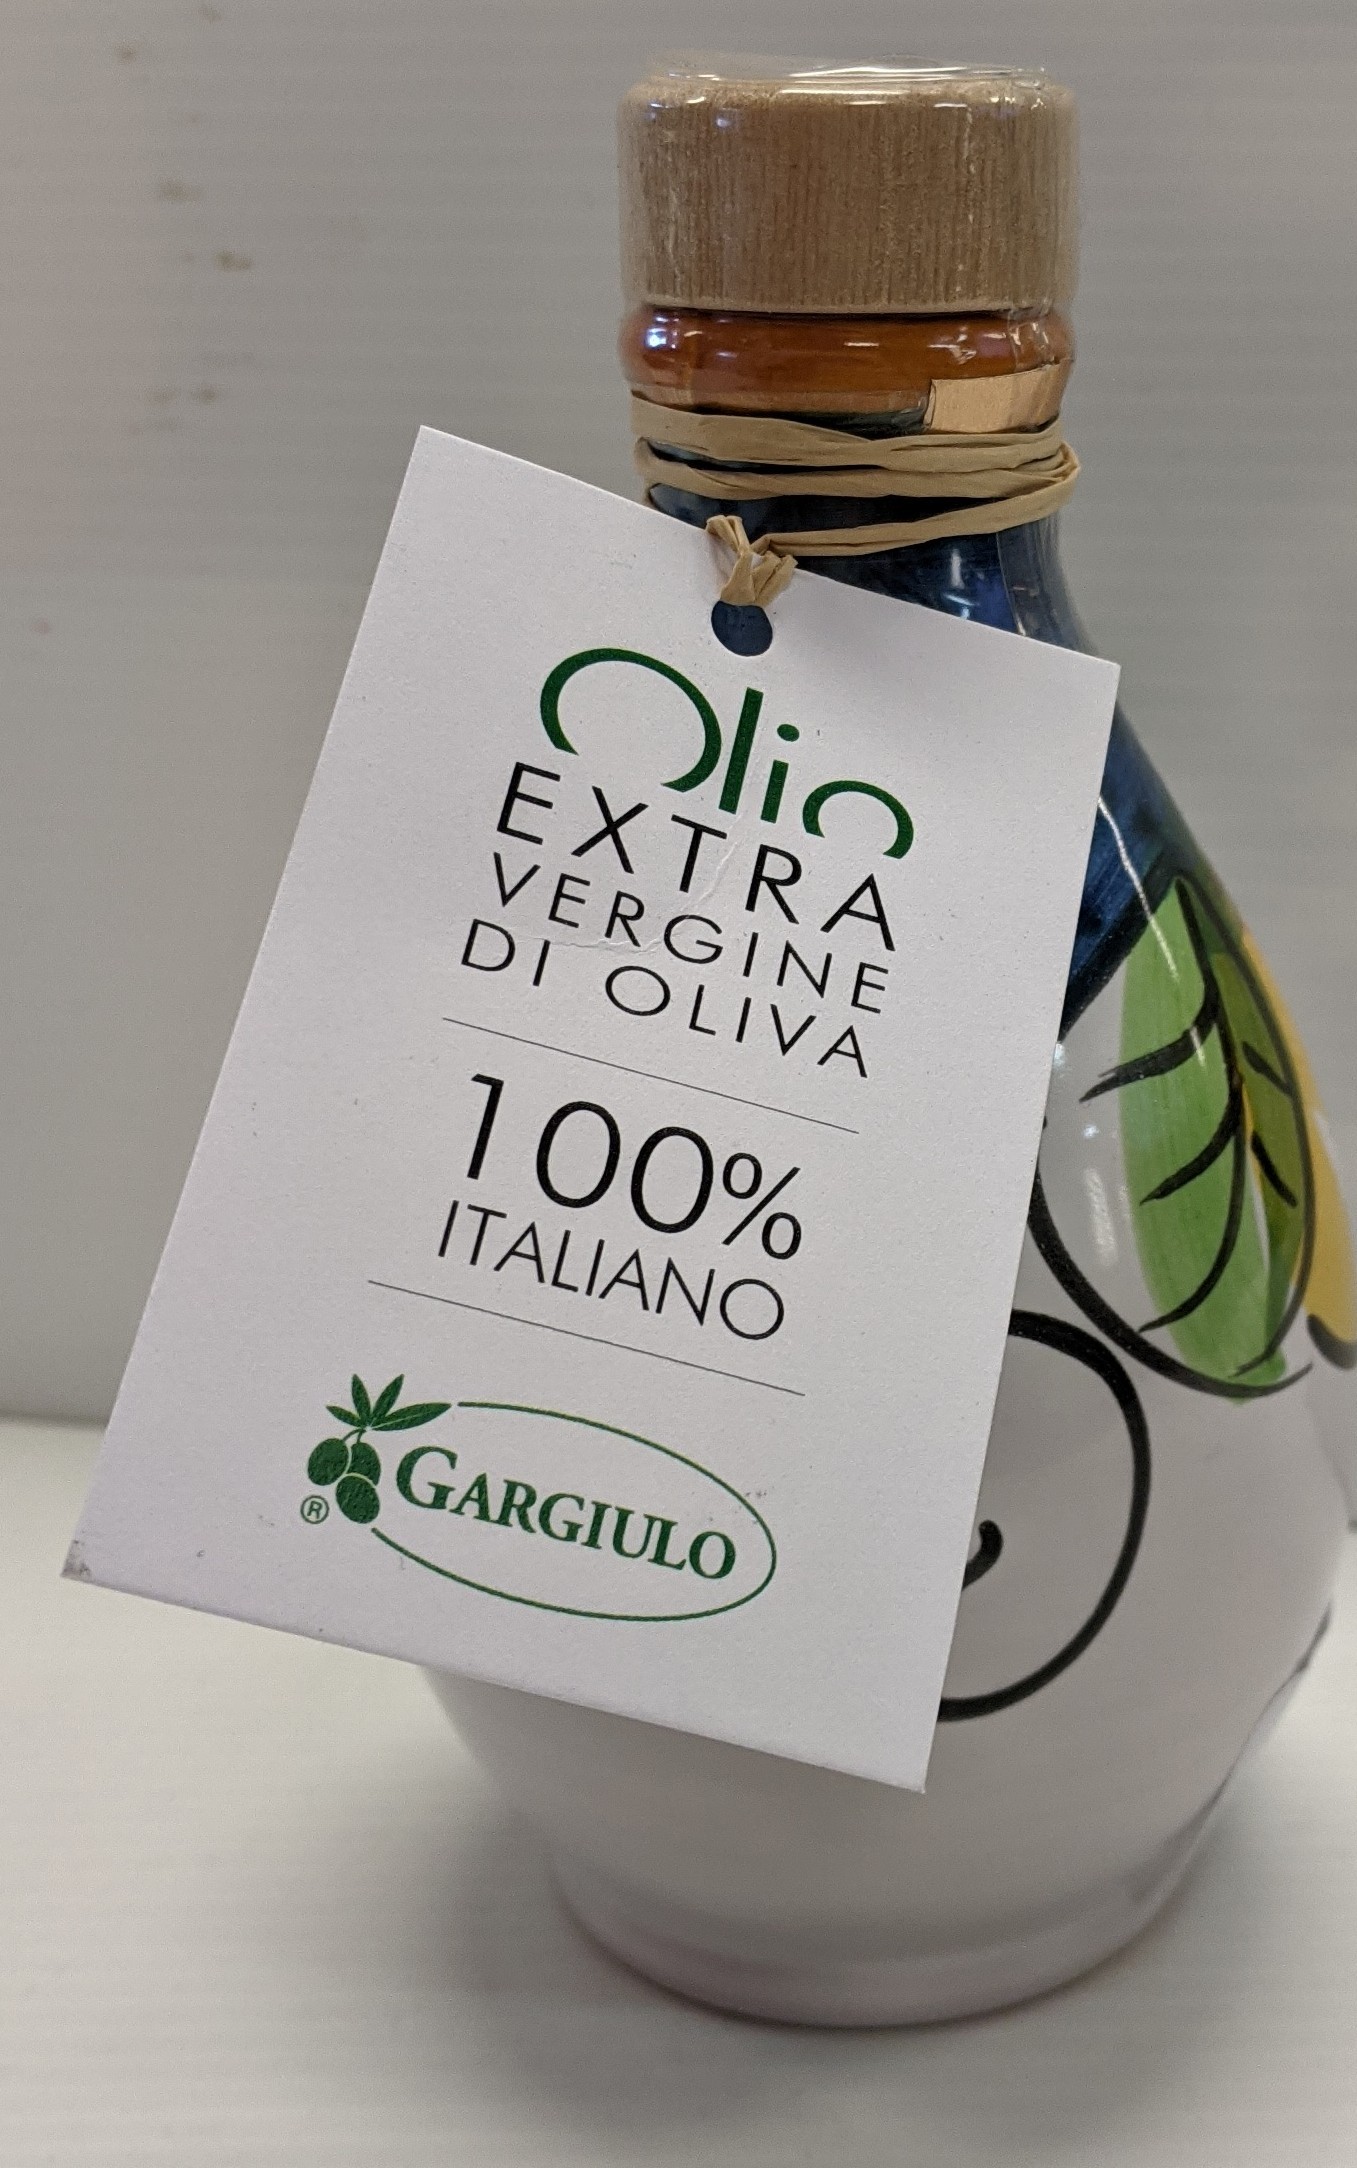 Olio
EXTRA
VERGINE
DI OLIVA
100%
ITALIANO
GARGIULO
®